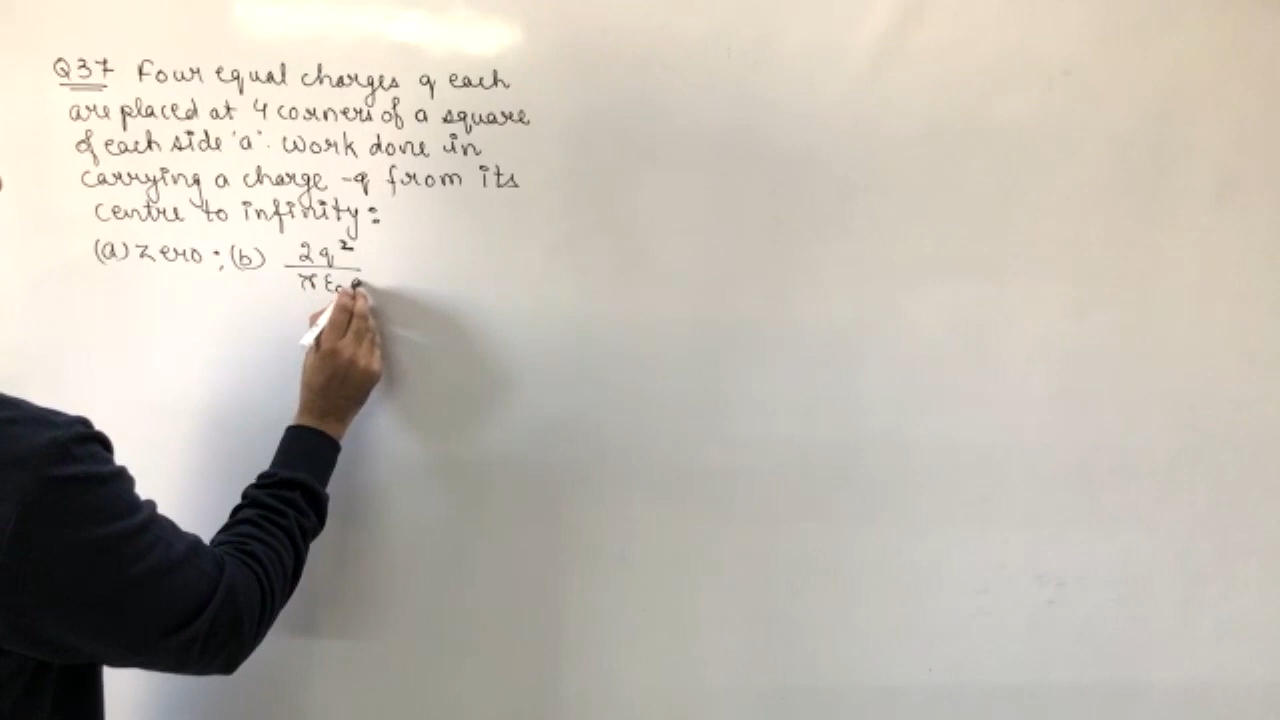 Q37 Four equal charges q each
are placed at 4 corners of a square
of each side 'a'. Work done in
carrying a charge -q from its
centre to infinity:
(a) Zero ; (b) 2q²
πε₀